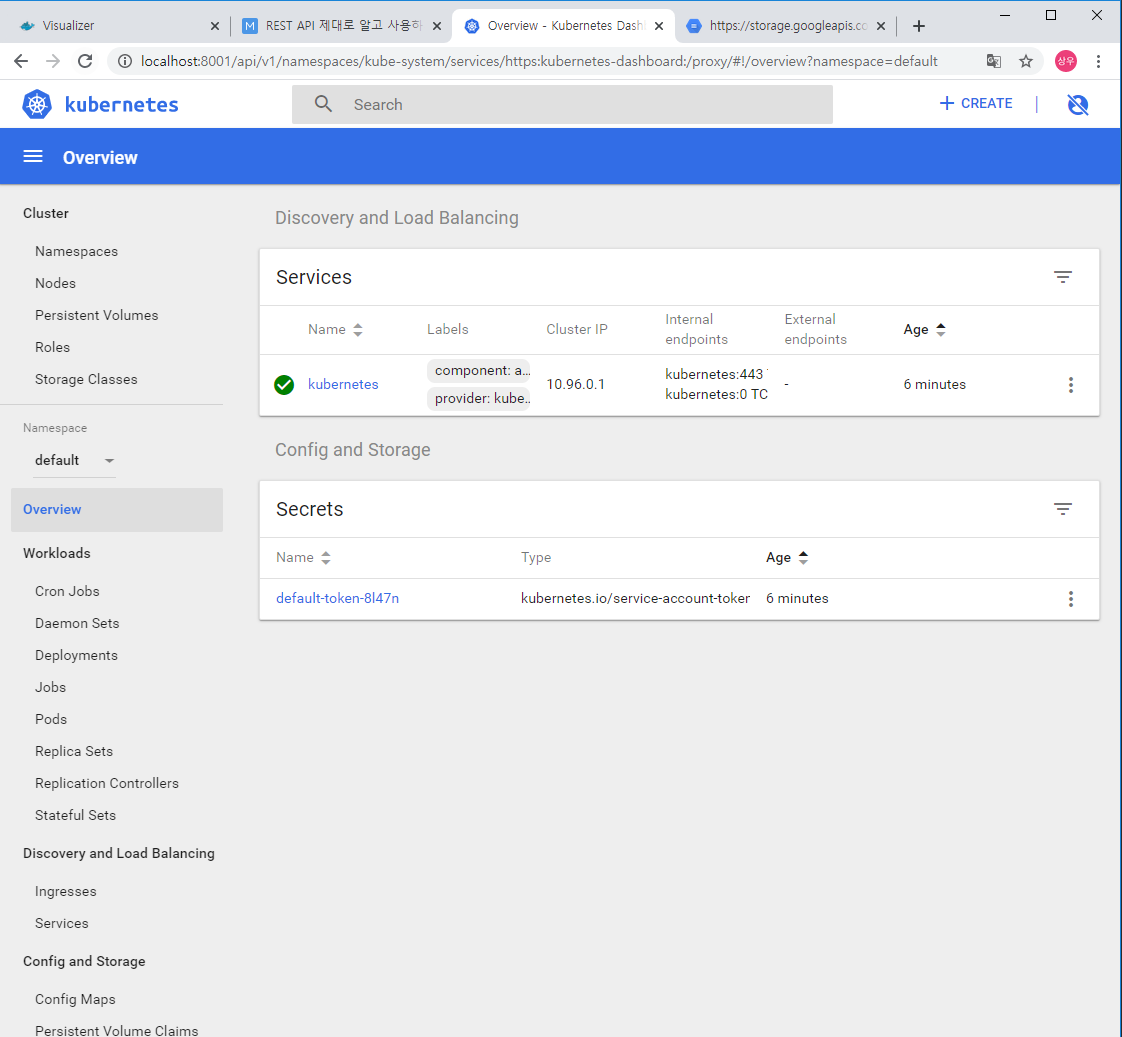 Visualizer
REST API 제대로 알고 사용하
Overview - Kubernetes Dash
https://storage.googleapis.co
localhost:8001/api/v1/namespaces/kube-system/services/https:kubernetes-dashboard:/proxy/#!/overview?namespace=default
상우
kubernetes
Search
+ CREATE
Overview
Cluster
Namespaces
Nodes
Persistent Volumes
Roles
Storage Classes
Namespace
default
Overview
Workloads
Cron Jobs
Daemon Sets
Deployments
Jobs
Pods
Replica Sets
Replication Controllers
Stateful Sets
Discovery and Load Balancing
Ingresses
Services
Config and Storage
Config Maps
Persistent Volume Claims
Discovery and Load Balancing
Services
Name Labels Cluster IP Internal endpoints External endpoints Age
kubernetes component: a... 10.96.0.1 kubernetes:443 - 6 minutes
provider: kube.. kubernetes:0 TC
Config and Storage
Secrets
Name Type Age
default-token-8l47n kubernetes.io/service-account-token 6 minutes